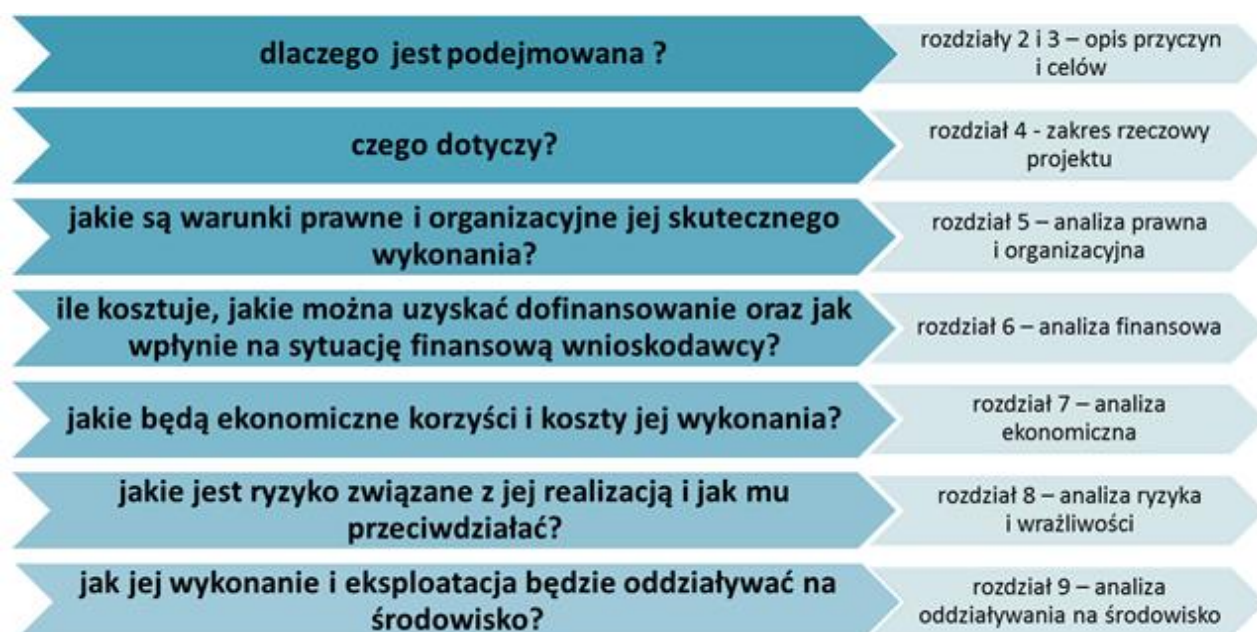 dlaczego jest podejmowana ?
rozdziały 2 i 3 – opis przyczyn
i celów
czego dotyczy?
rozdział 4 - zakres rzeczowy
projektu
jakie są warunki prawne i organizacyjne jej skutecznego
wykonania?
rozdział 5 – analiza prawna
i organizacyjna
ile kosztuje, jakie można uzyskać dofinansowanie oraz jak
wpłynie na sytuację finansową wnioskodawcy?
rozdział 6 – analiza finansowa
jakie będą ekonomiczne korzyści i koszty jej wykonania?
rozdział 7 – analiza
ekonomiczna
jakie jest ryzyko związane z jej realizacją i jak mu
przeciwdziałać?
rozdział 8 – analiza ryzyka
i wrażliwości
jak jej wykonanie i eksploatacja będzie oddziaływać na
środowisko?
rozdział 9 – analiza
oddziaływania na środowisko